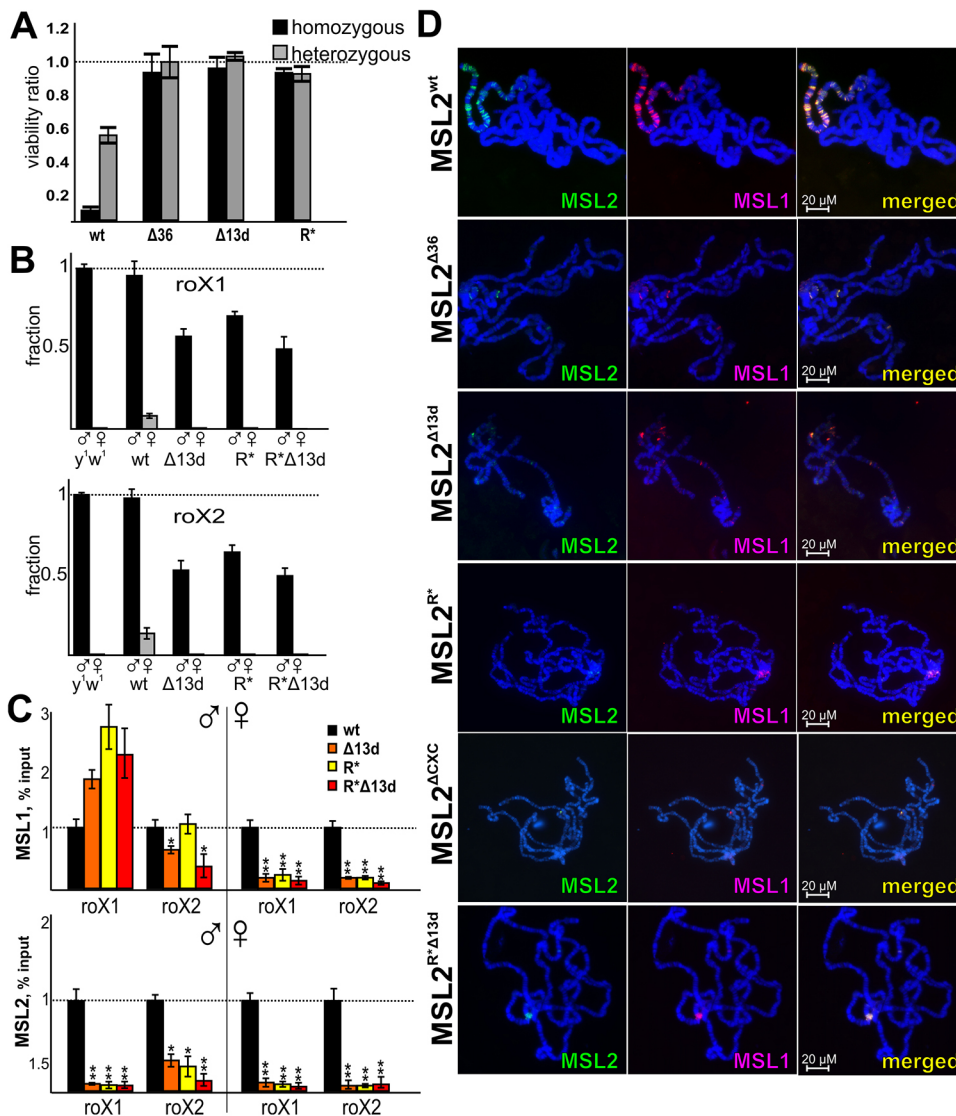 A
homozygous
heterozygous
viability ratio
1.2
1.0
0.8
0.6
0.4
0.2
wt Δ36 Δ13d R*
B
roX1
fraction
1
0.5
♂♀ ♂♀ ♂♀ ♂♀ ♂♀
y¹w¹ wt Δ13d R* R*Δ13d
roX2
fraction
1
0.5
♂♀ ♂♀ ♂♀ ♂♀ ♂♀
y¹w¹ wt Δ13d R* R*Δ13d
C
♂ ♀
wt
Δ13d
R*
R*Δ13d
MSL1, % input
3
2
1
* * ** ** ** ** ** **
roX1 roX2 roX1 roX2
♂ ♀
MSL2, % input
2
1
1.5
** ** ** * * ** ** ** ** ** ** **
roX1 roX2 roX1 roX2
D
MSL2wt
MSL2 MSL1 merged
20 µM
MSL2Δ36
MSL2 MSL1 merged
20 µM
MSL2Δ13d
MSL2 MSL1 merged
20 µM
MSL2R*
MSL2 MSL1 merged
20 µM
MSL2ΔCXC
MSL2 MSL1 merged
20 µM
MSL2R*Δ13d
MSL2 MSL1 merged
20 µM